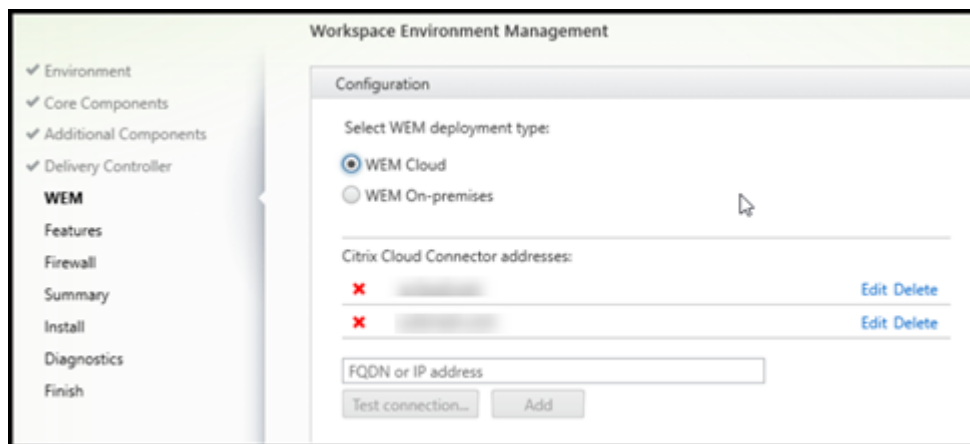 Workspace Environment Management
Environment
Core Components
Additional Components
Delivery Controller
WEM
Features
Firewall
Summary
Install
Diagnostics
Finish
Configuration
Select WEM deployment type:
WEM Cloud
WEM On-premises
Citrix Cloud Connector addresses:
Edit Delete
Edit Delete
FQDN or IP address
Test connection... Add